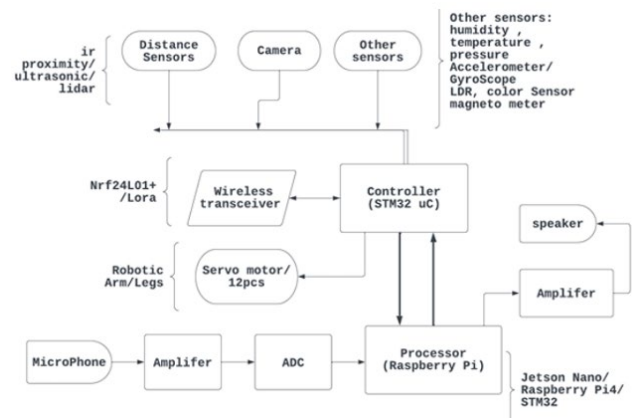 ir
proximity/
ultrasonic/
lidar
Distance
Sensors
Camera
Other
sensors
Other sensors:
humidity ,
temperature ,
pressure
Accelerometer/
GyroScope
LDR, color Sensor
magneto meter
Nrf24L01+
/Lora
Wireless
transceiver
Controller
(STM32 uC)
speaker
Robotic
Arm/Legs
Servo motor/
12pcs
Amplifer
MicroPhone
Amplifer
ADC
Processor
(Raspberry Pi)
Jetson Nano/
Raspberry Pi4/
STM32